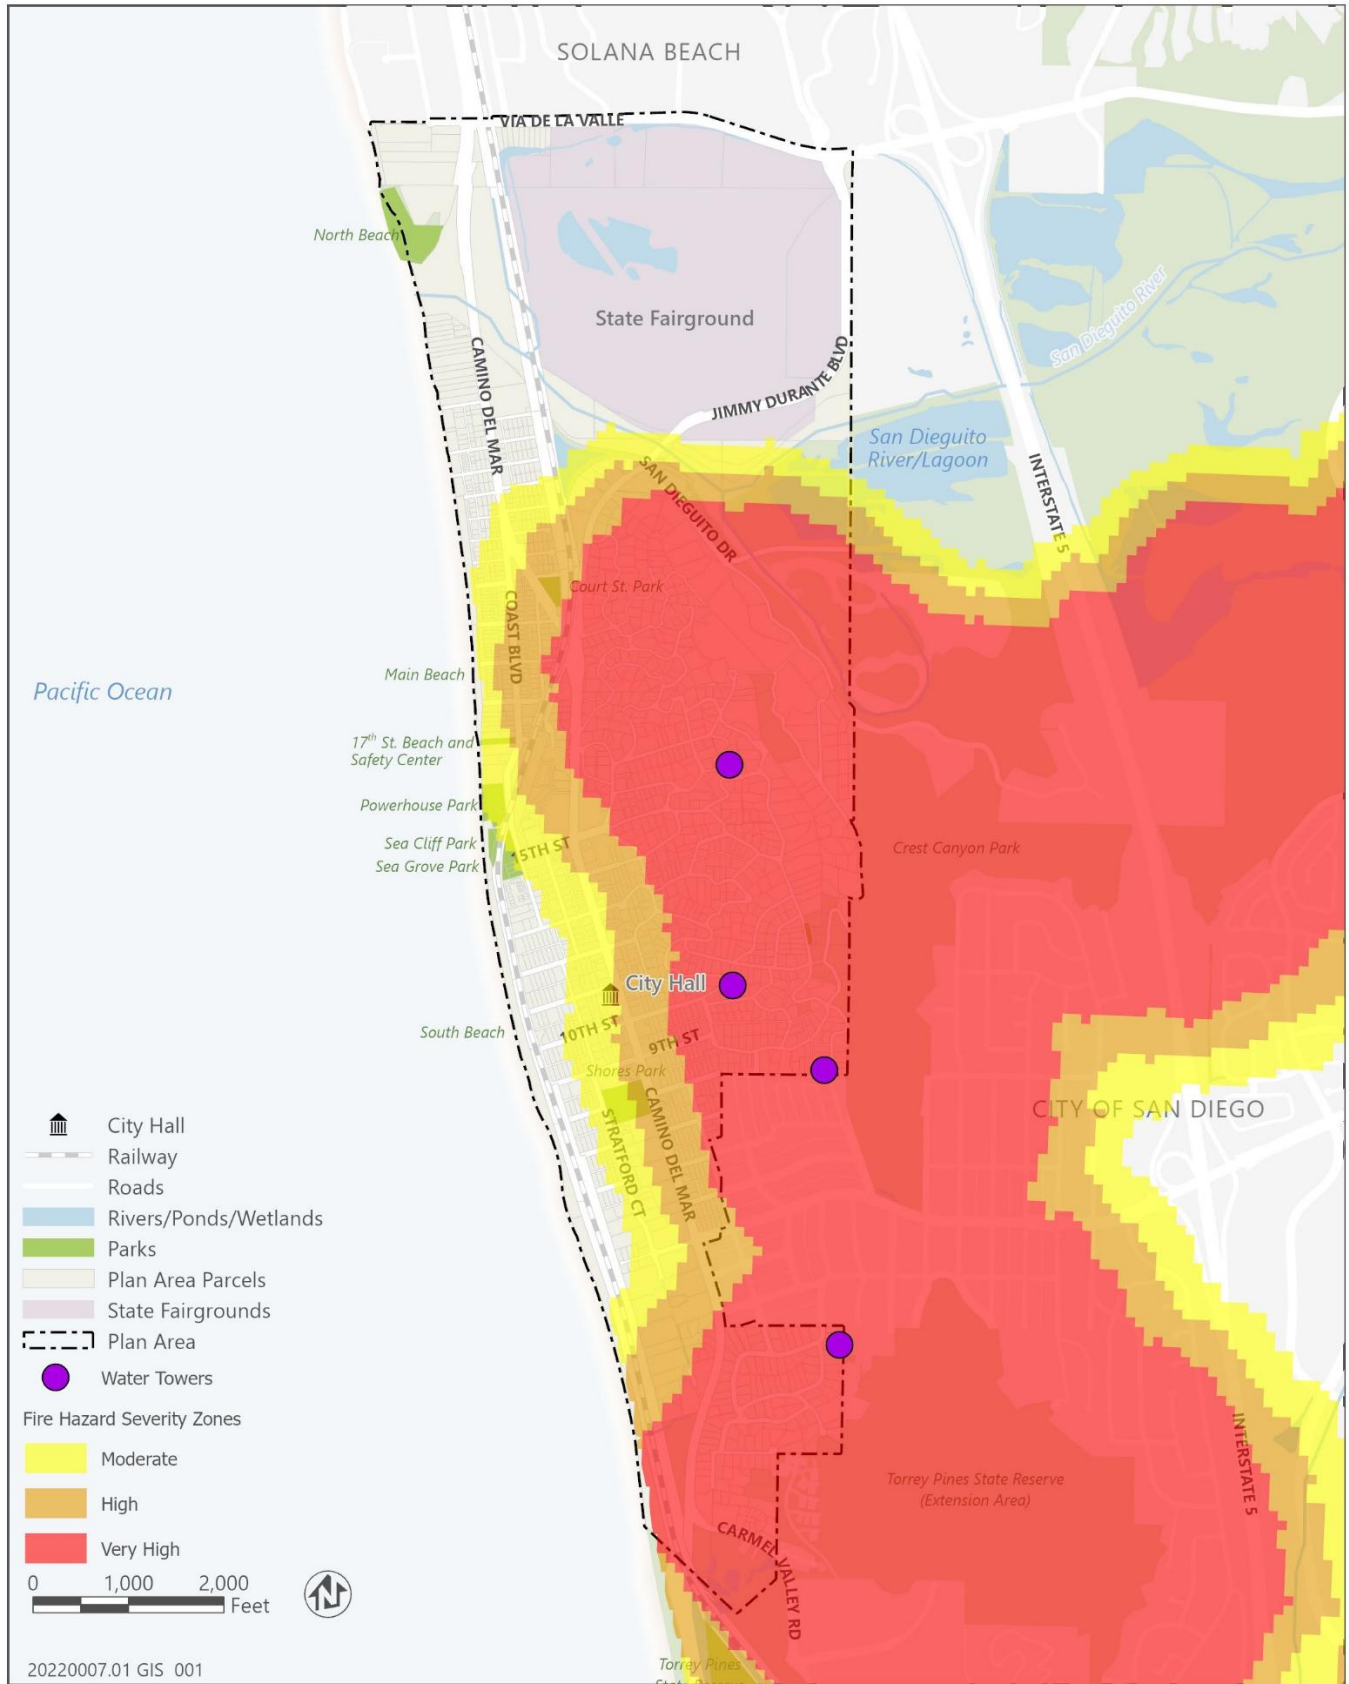 SOLANA BEACH
VIA DE LA VALLE
North Beach
State Fairground
San Dieguito River
CAMINO DEL MAR
JIMMY DURANTE BLVD
San Dieguito
River/Lagoon
SAN DIEGUITO DR
INTERSTATE 5
Court St. Park
COAST BLVD
Main Beach
Pacific Ocean
17th St. Beach and
Safety Center
Powerhouse Park
Sea Cliff Park
15TH ST
Sea Grove Park
Crest Canyon Park
City Hall
South Beach
10TH ST
9TH ST
Shores Park
CAMINO DEL MAR
STRATFORD CT
CITY OF SAN DIEGO
City Hall
Railway
Roads
Rivers/Ponds/Wetlands
Parks
Plan Area Parcels
State Fairgrounds
Plan Area
Water Towers
Fire Hazard Severity Zones
Moderate
High
Very High
0 1,000 2,000
Feet
N
INTERSTATE 5
Torrey Pines State Reserve
(Extension Area)
CARMEL VALLEY RD
Torrey Pines
State Reserve
20220007.01 GIS 001